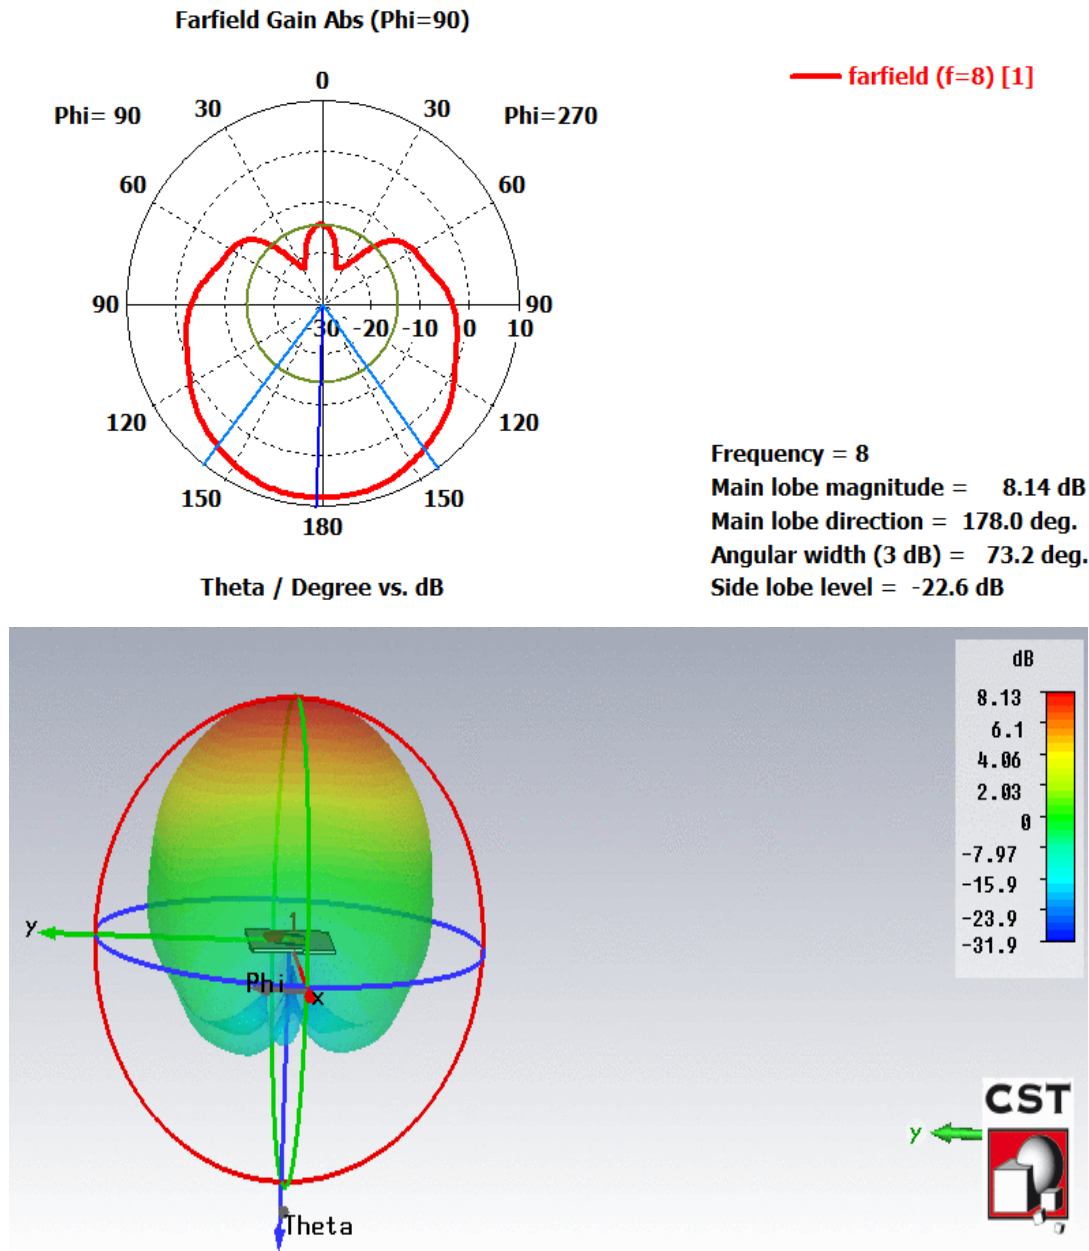 Farfield Gain Abs (Phi=90)
farfield (f=8) [1]
0
Phi= 90
30
30
Phi=270
60
60
90
-30
-20
-10
0
10
90
120
120
150
150
180
Theta / Degree vs. dB
Frequency = 8
Main lobe magnitude = 8.14 dB
Main lobe direction = 178.0 deg.
Angular width (3 dB) = 73.2 deg.
Side lobe level = -22.6 dB
dB
8.13
6.1
4.06
2.03
0
-7.97
-15.9
-23.9
-31.9
1
y
Phi
x
Theta
CST
y